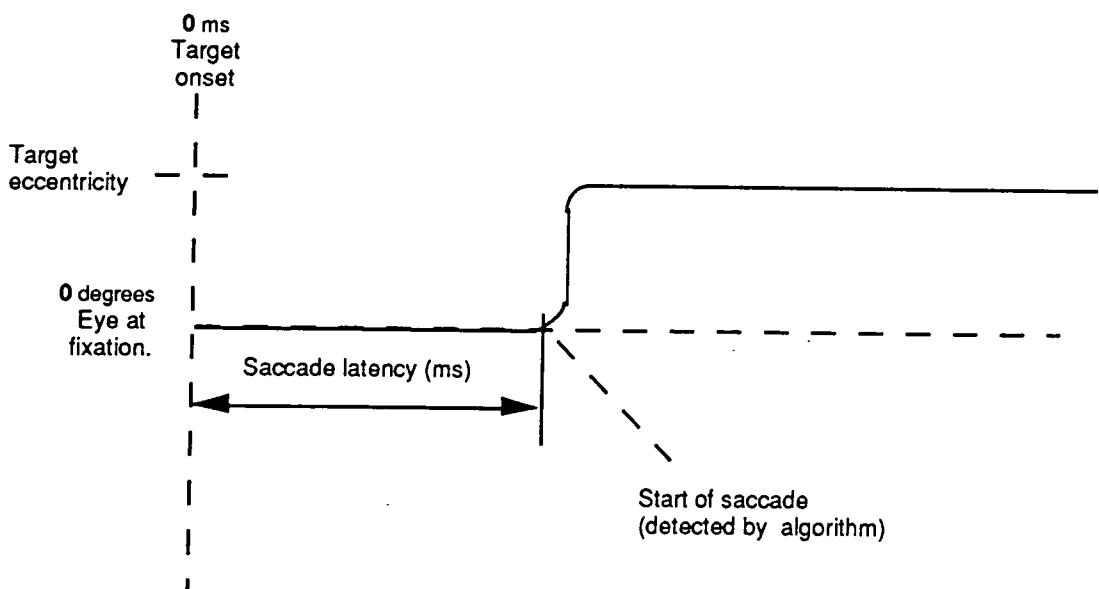 0 ms
Target
onset
Target
eccentricity
0 degrees
Eye at
fixation.
Saccade latency (ms)
Start of saccade
(detected by algorithm)